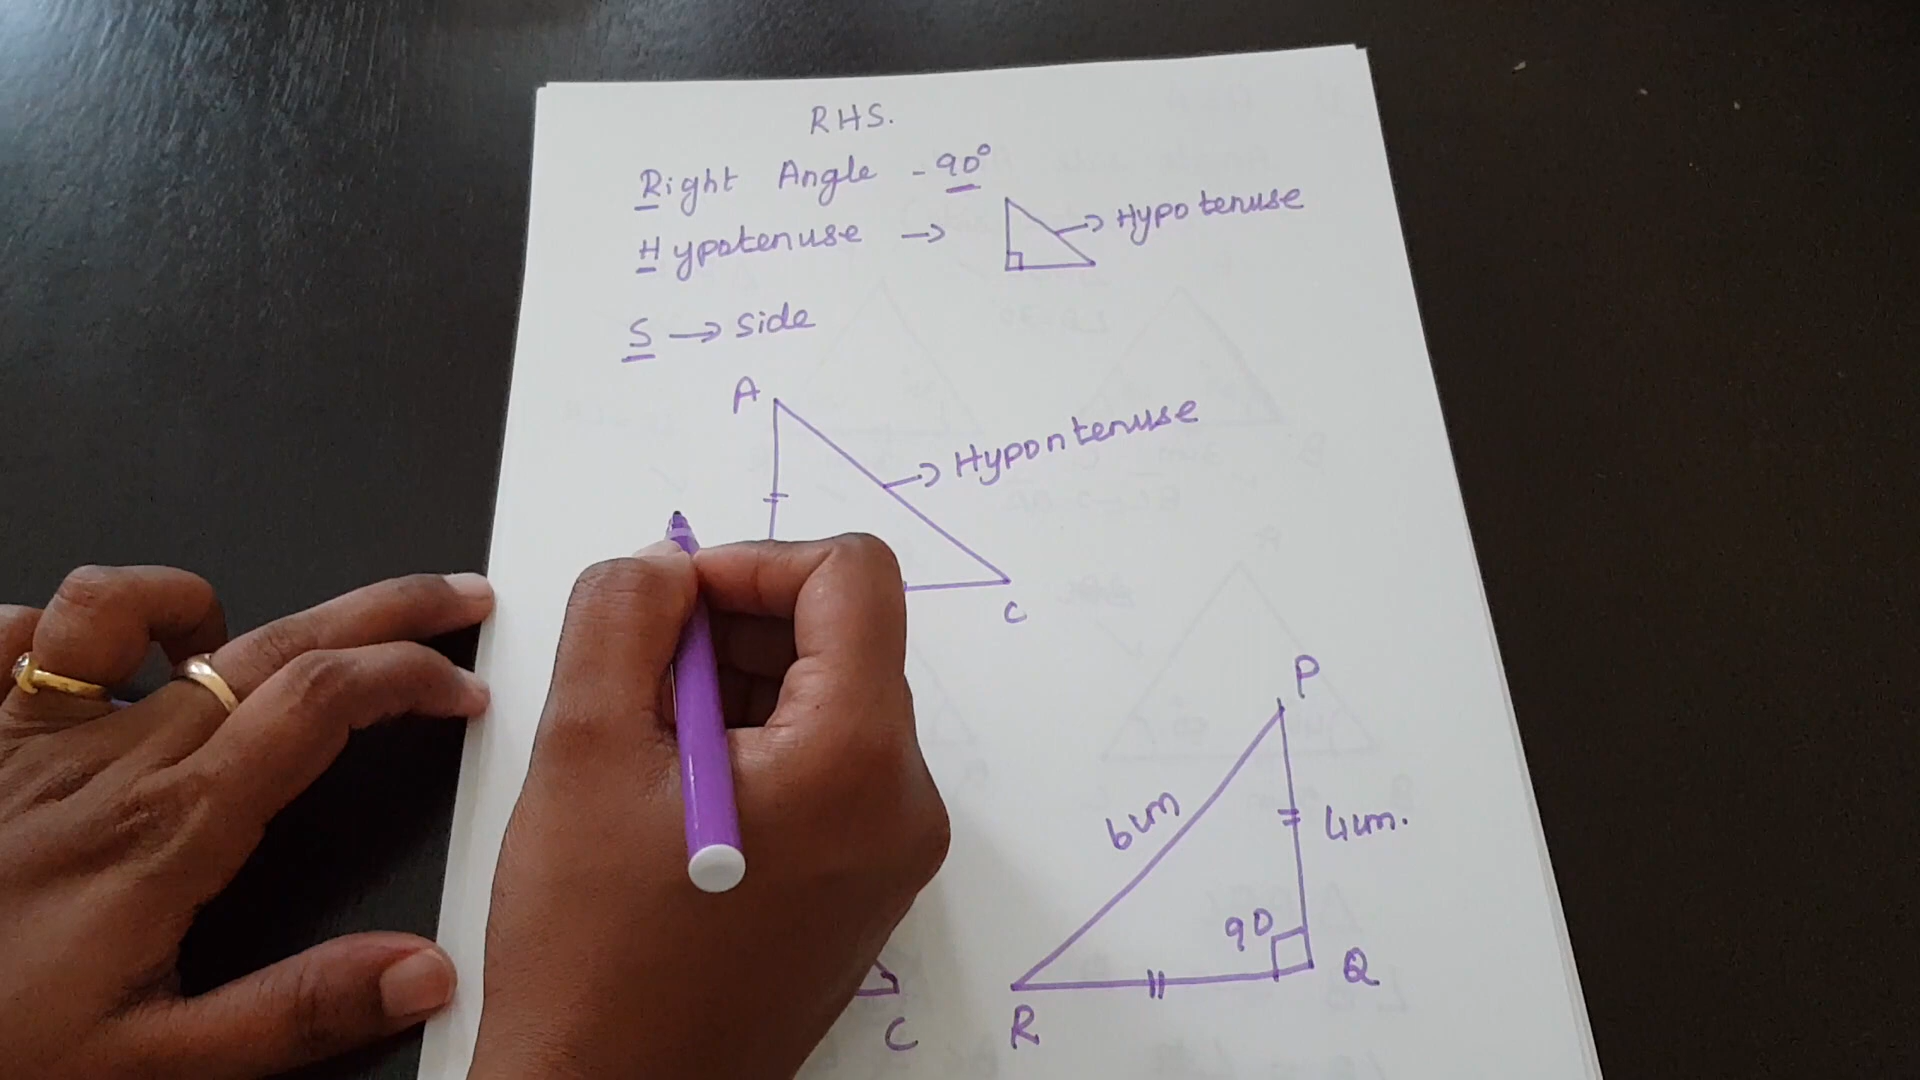 RHS.
Right Angle - 90°
Hypotenuse → Hypotenuse
S → side
A
Hypontenuse
C
P
6cm
4cm.
90
Q
C
R